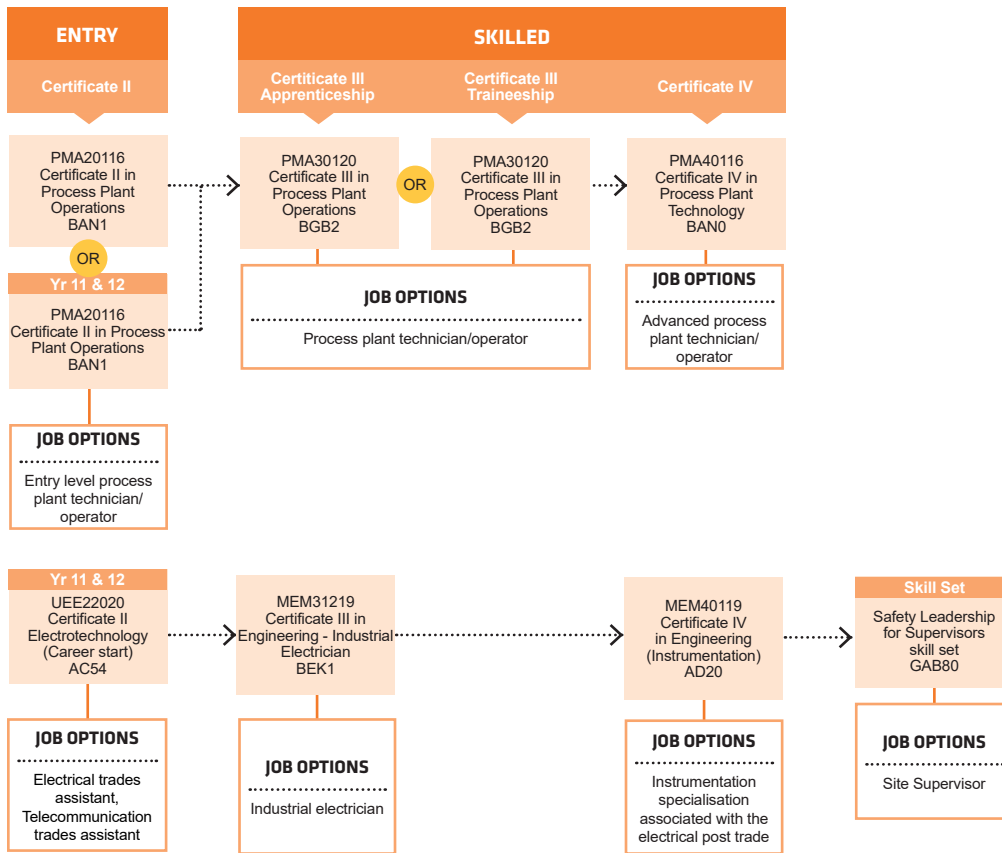 ENTRY
SKILLED
Certificate II
Certiticate III
Apprenticeship
Certificate III
Traineeship
Certificate IV
PMA20116
Certificate II in
Process Plant
Operations
BAN1
PMA30120
Certificate III in
Process Plant
Operations
BGB2
OR
PMA30120
Certificate III in
Process Plant
Operations
BGB2
PMA40116
Certificate IV in
Process Plant
Technology
BAN0
OR
Yr 11 & 12
PMA20116
Certificate II in Process
Plant Operations
BAN1
JOB OPTIONS
Process plant technician/operator
JOB OPTIONS
Advanced process
plant technician/
operator
JOB OPTIONS
Entry level process
plant technician/
operator
Yr 11 & 12
UEE22020
Certificate II
Electrotechnology
(Career start)
AC54
MEM31219
Certificate III in
Engineering - Industrial
Electrician
BEK1
MEM40119
Certificate IV
in Engineering
(Instrumentation)
AD20
Skill Set
Safety Leadership
for Supervisors
skill set
GAB80
JOB OPTIONS
Electrical trades
assistant,
Telecommunication
trades assistant
JOB OPTIONS
Industrial electrician
JOB OPTIONS
Instrumentation
specialisation
associated with the
electrical post trade
JOB OPTIONS
Site Supervisor